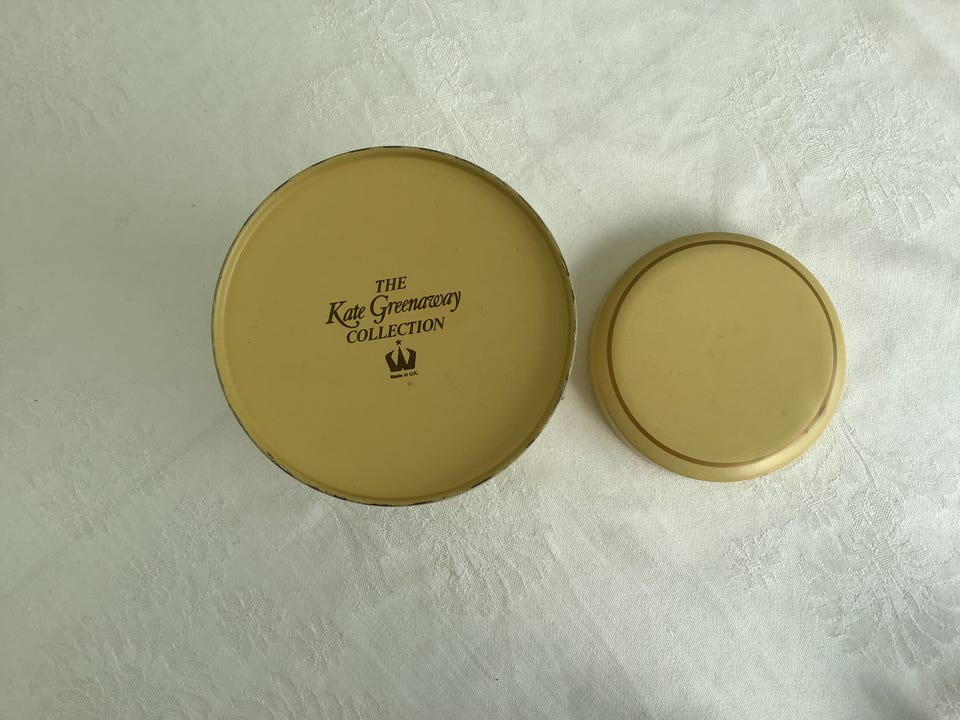 THE
Kate Greenaway
COLLECTION
Made in U.K.